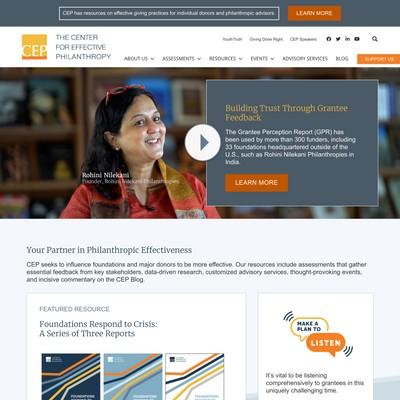 CEP has resources on effective giving practices for individual donors and philanthropic advisors.
LEARN MORE
CEP
THE CENTER
FOR EFFECTIVE
PHILANTHROPY
YouthTruth
Giving Done Right
CEP Speakers
ABOUT US
ASSESSMENTS
RESOURCES
EVENTS
ADVISORY SERVICES
BLOG
SUPPORT US
Building Trust Through Grantee
Feedback
The Grantee Perception Report (GPR) has
been used by more than 300 funders, including
33 foundations headquartered outside of the
U.S., such as Rohini Nilekani Philanthropies in
India.
LEARN MORE
Rohini Nilekani
Founder, Rohini Nilekani Philanthropies
Your Partner in Philanthropic Effectiveness
CEP seeks to influence foundations and major donors to be more effective. Our resources include assessments that gather
essential feedback from key stakeholders, data-driven research, customized advisory services, thought-provoking events,
and incisive commentary on the CEP Blog.
FEATURED RESOURCE
Foundations Respond to Crisis:
A Series of Three Reports
MAKE A
PLAN TO
LISTEN
It's vital to be listening
comprehensively to grantees in this
uniquely challenging time.